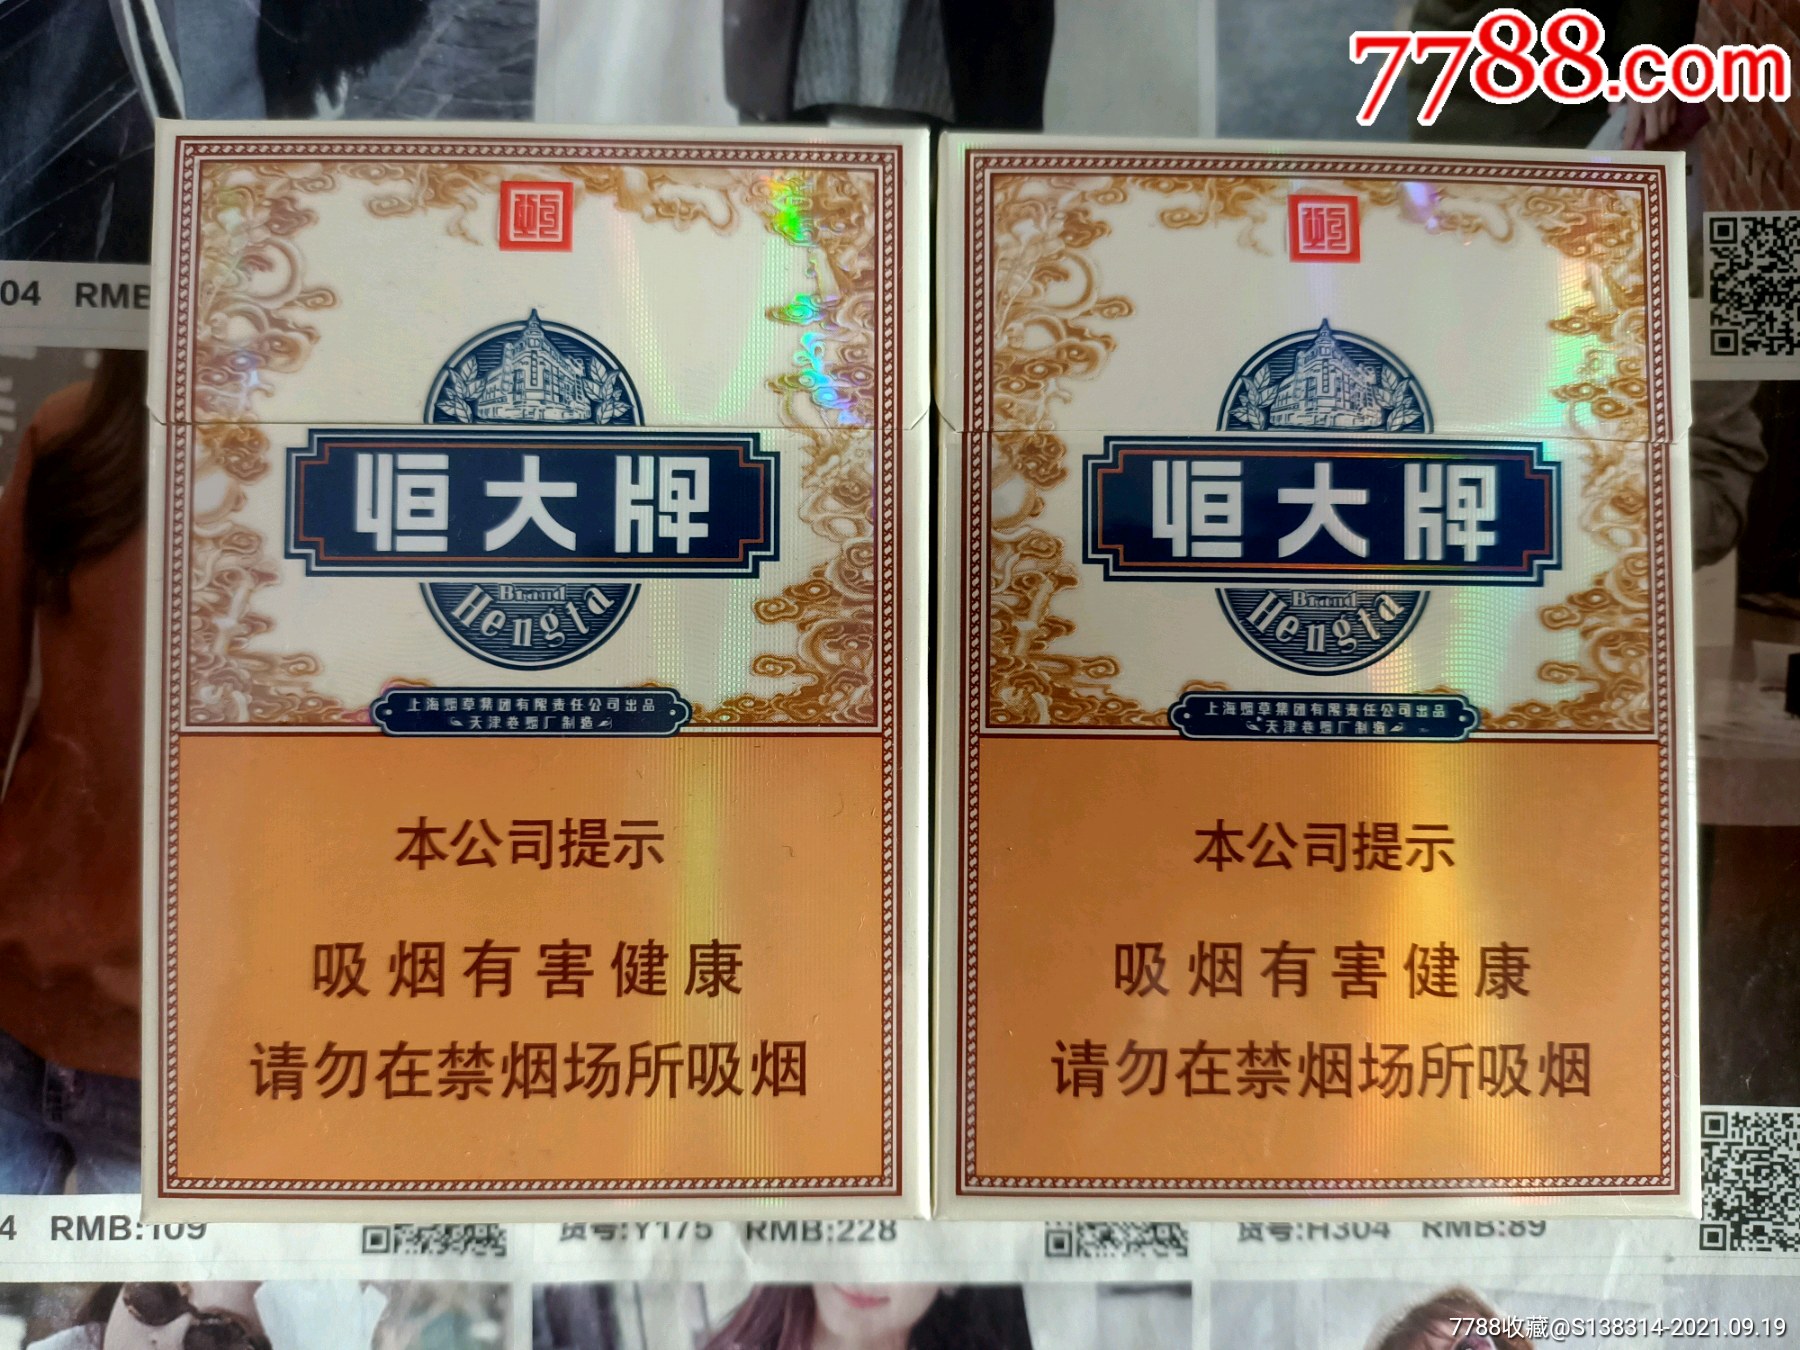 7788.com
04 RMB
恒大牌
Brand
Hengta
上海烟草集团有限责任公司出品
天津卷烟厂制造
本公司提示
吸烟有害健康
请勿在禁烟场所吸烟
恒大牌
Brand
Hengta
上海烟草集团有限责任公司出品
天津卷烟厂制造
本公司提示
吸烟有害健康
请勿在禁烟场所吸烟
4 RMB:109
货号:Y175 RMB:228
货号:H304 RMB:89
7788收藏@S138314-2021.09.19